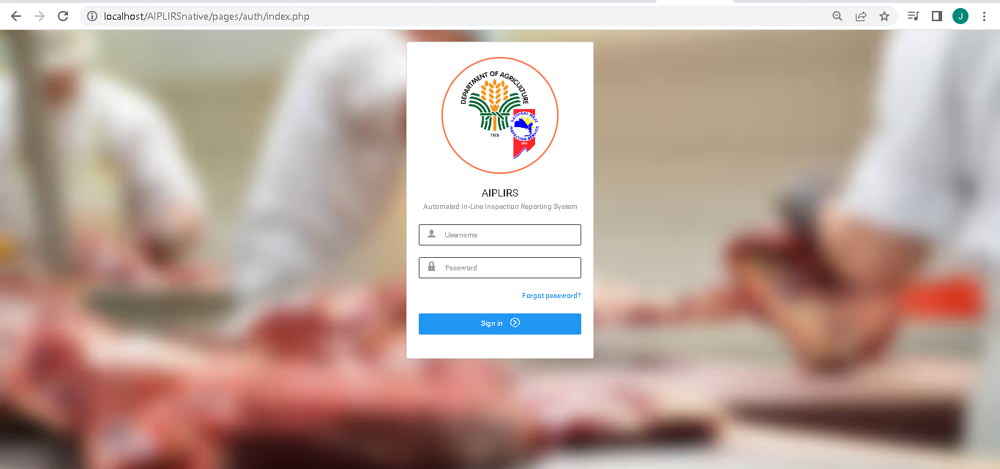 localhost/AIPLIRSnative/pages/auth/index.php
J
DEPARTMENT OF AGRICULTURE
NATIONAL MEAT
INSPECTION SERVICE
1898
AIPLIRS
Automated In-Line Inspection Reporting System
Username
Password
Forgot password?
Sign in